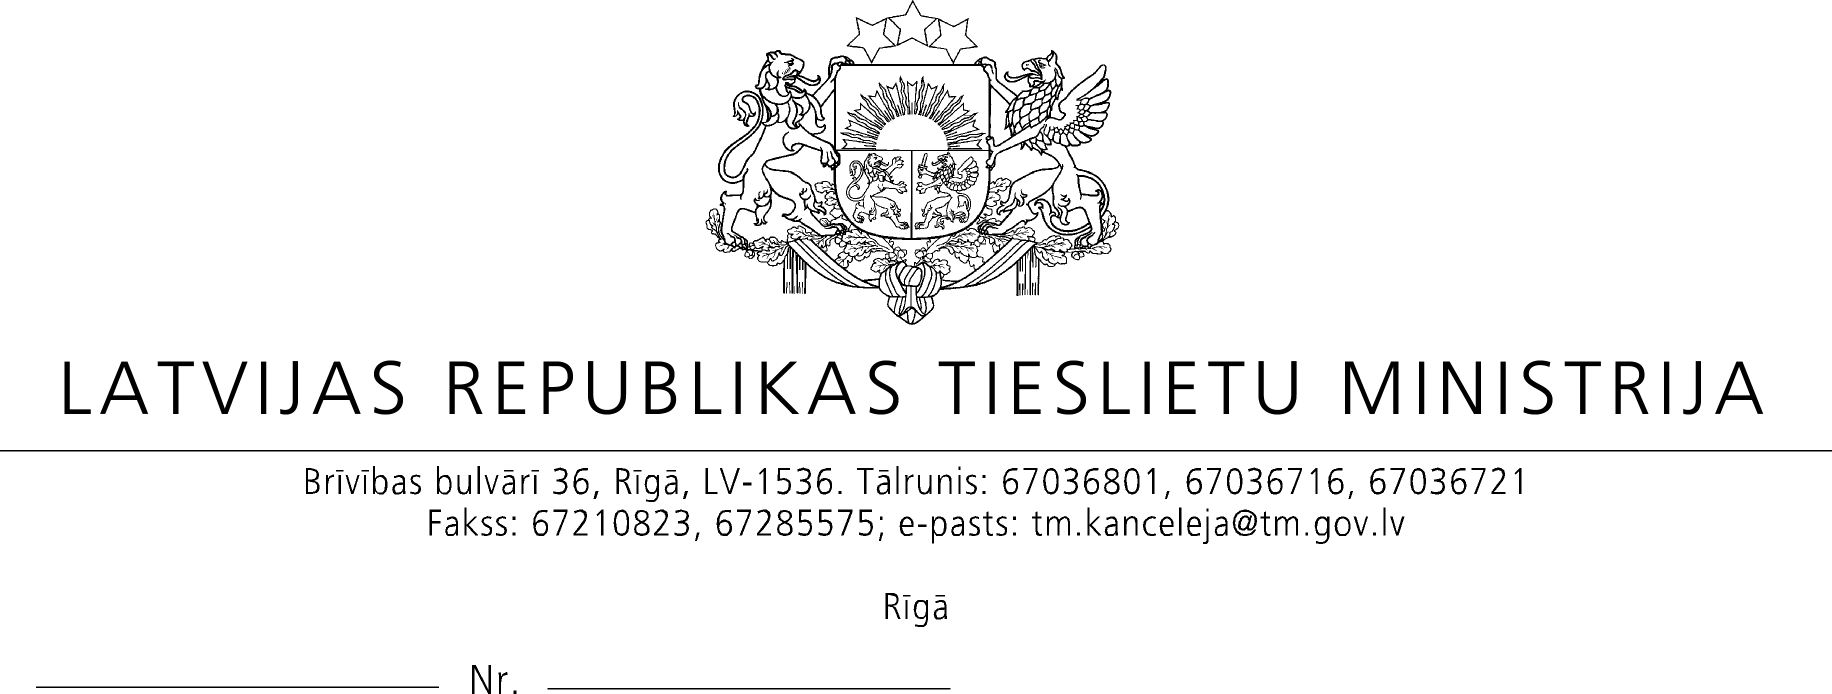 LATVIJAS REPUBLIKAS TIESLIETU MINISTRIJA
Brīvības bulvārī 36, Rīgā, LV-1536. Tālrunis: 67036801, 67036716, 67036721
Fakss: 67210823, 67285575; e-pasts: tm.kanceleja@tm.gov.lv
Rīgā
Nr.